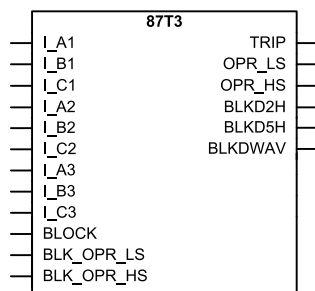 87T3
I_A1 TRIP
I_B1 OPR_LS
I_C1 OPR_HS
I_A2 BLKD2H
I_B2 BLKD5H
I_C2 BLKDWAV
I_A3
I_B3
I_C3
BLOCK
BLK_OPR_LS
BLK_OPR_HS